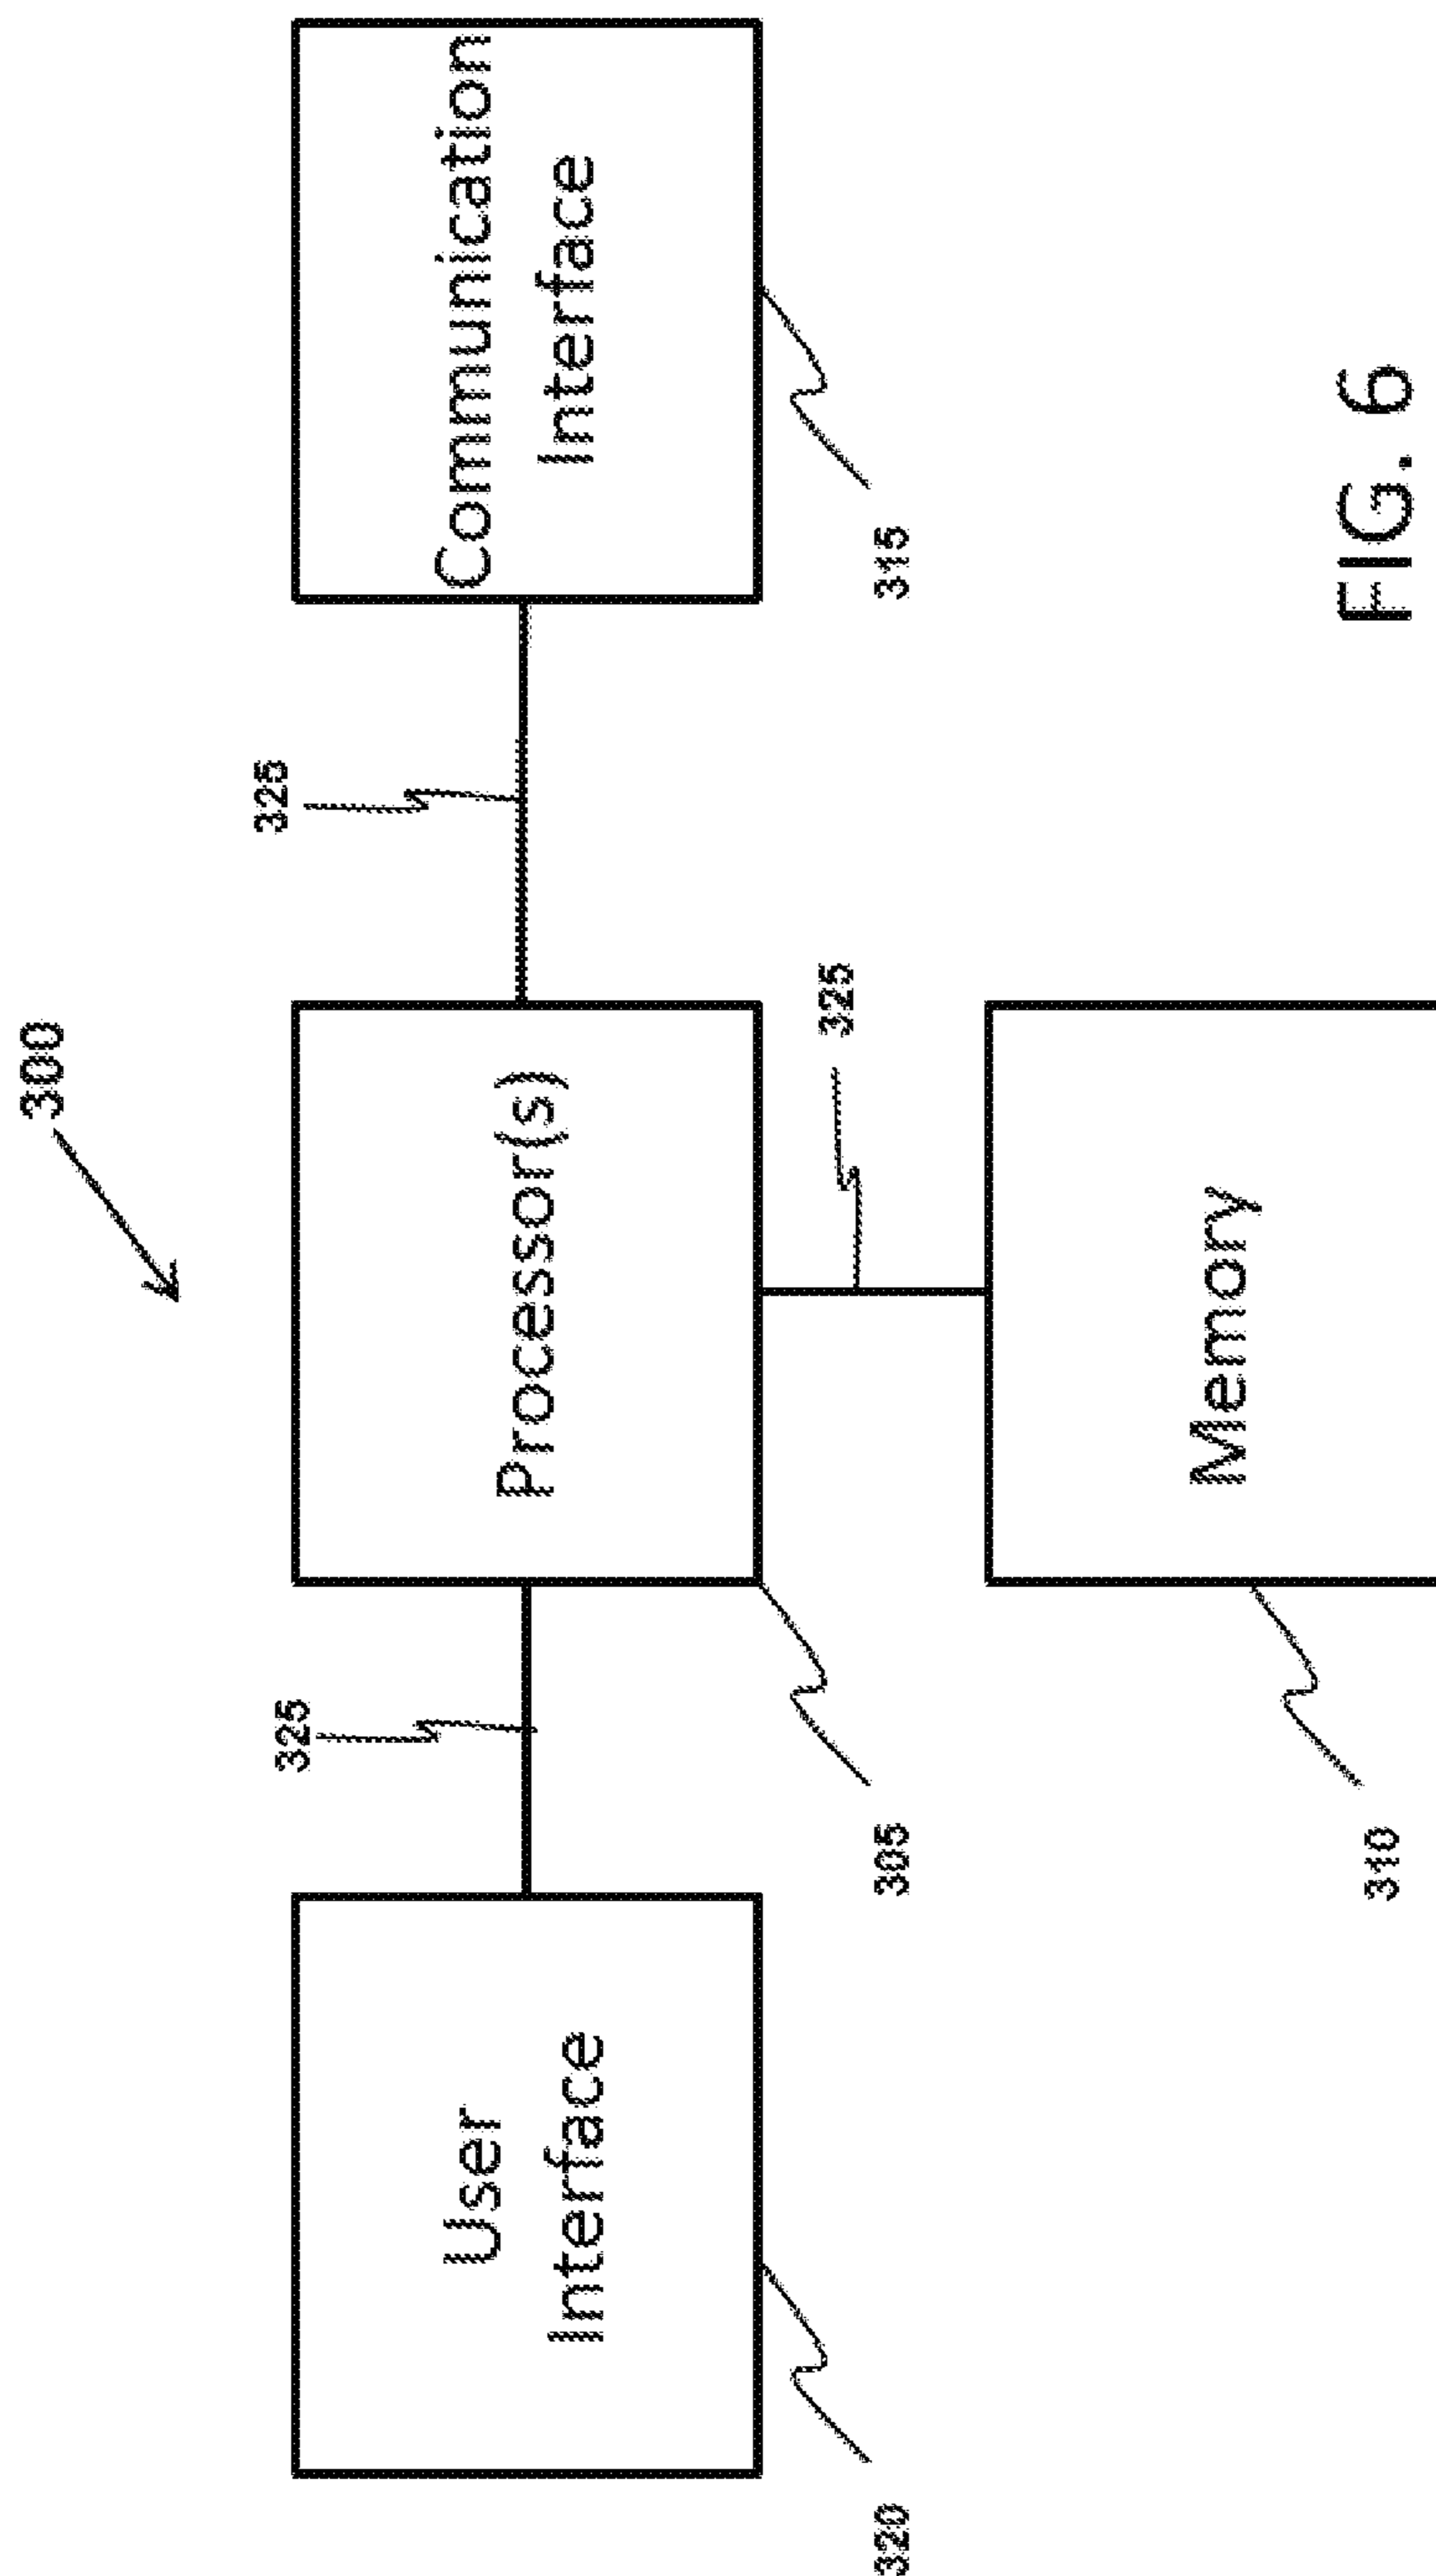 300
325
325
User
Interface
Processor(s)
Communication
Interface
320
305
325
315
Memory
310
FIG. 6